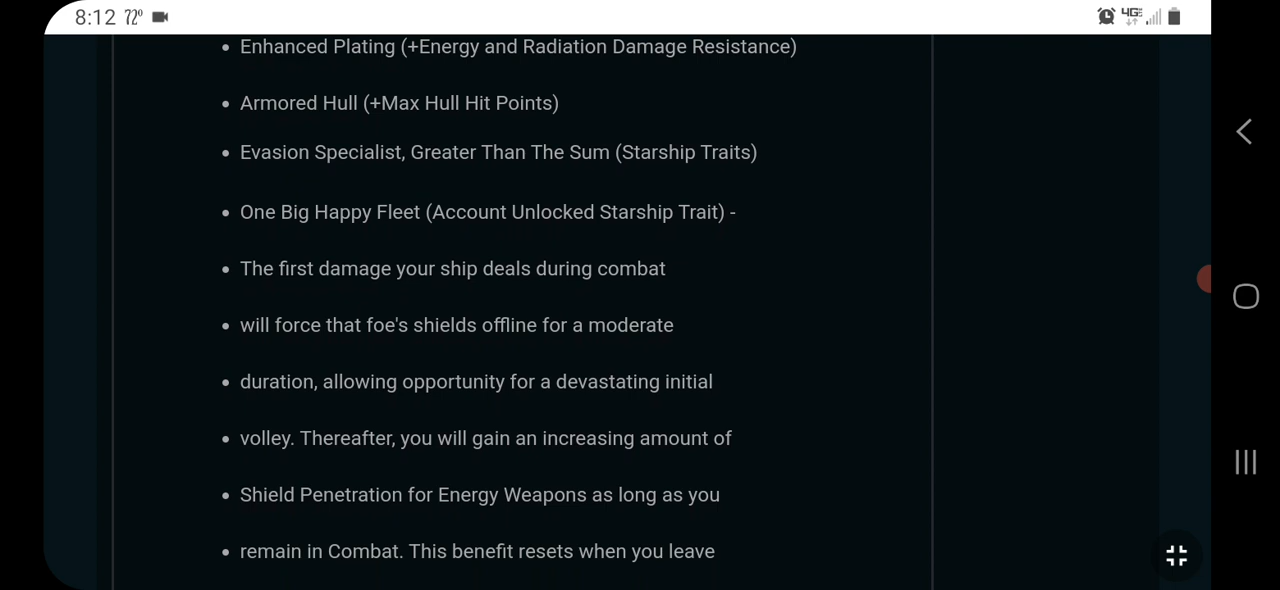 8:12 72°
4G
Enhanced Plating (+Energy and Radiation Damage Resistance)
Armored Hull (+Max Hull Hit Points)
Evasion Specialist, Greater Than The Sum (Starship Traits)
One Big Happy Fleet (Account Unlocked Starship Trait) -
The first damage your ship deals during combat
will force that foe's shields offline for a moderate
duration, allowing opportunity for a devastating initial
volley. Thereafter, you will gain an increasing amount of
Shield Penetration for Energy Weapons as long as you
remain in Combat. This benefit resets when you leave